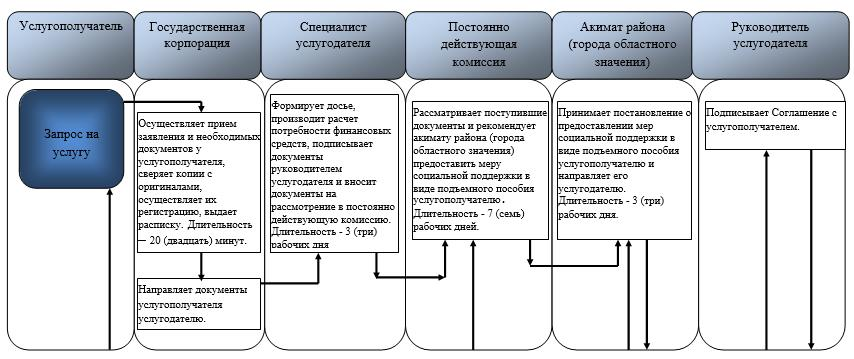 Услугополучатель
Государственная
корпорация
Специалист
услугодателя
Постоянно
действующая
комиссия
Акимат района
(города областного
значения)
Руководитель
услугодателя
Запрос на
услугу
Осуществляет прием
заявления и необходимых
документов у
услугополучателя,
сверяет копии с
оригиналами,
осуществляет их
регистрацию, выдает
расписку. Длительность
— 20 (двадцать) минут.
Направляет документы
услугополучателя
услугодателю.
Формирует досье,
производит расчет
потребности финансовых
средств, подписывает
документы
руководителем
услугодателя и вносит
документы на
рассмотрение в постоянно
действующую комиссию.
Длительность - 3 (три)
рабочих дня
Рассматривает поступившие
документы и рекомендует
акимату района (города
областного значения)
предоставить меру
социальной поддержки в
виде подъемного пособия
услугополучателю.
Длительность - 7 (семь)
рабочих дней.
Принимает постановление о
предоставлении мер
социальной поддержки в
виде подъемного пособия
услугополучателю и
направляет его
услугодателю.
Длительность - 3 (три)
рабочих дня.
Подписывает Соглашение с
услугополучателем.